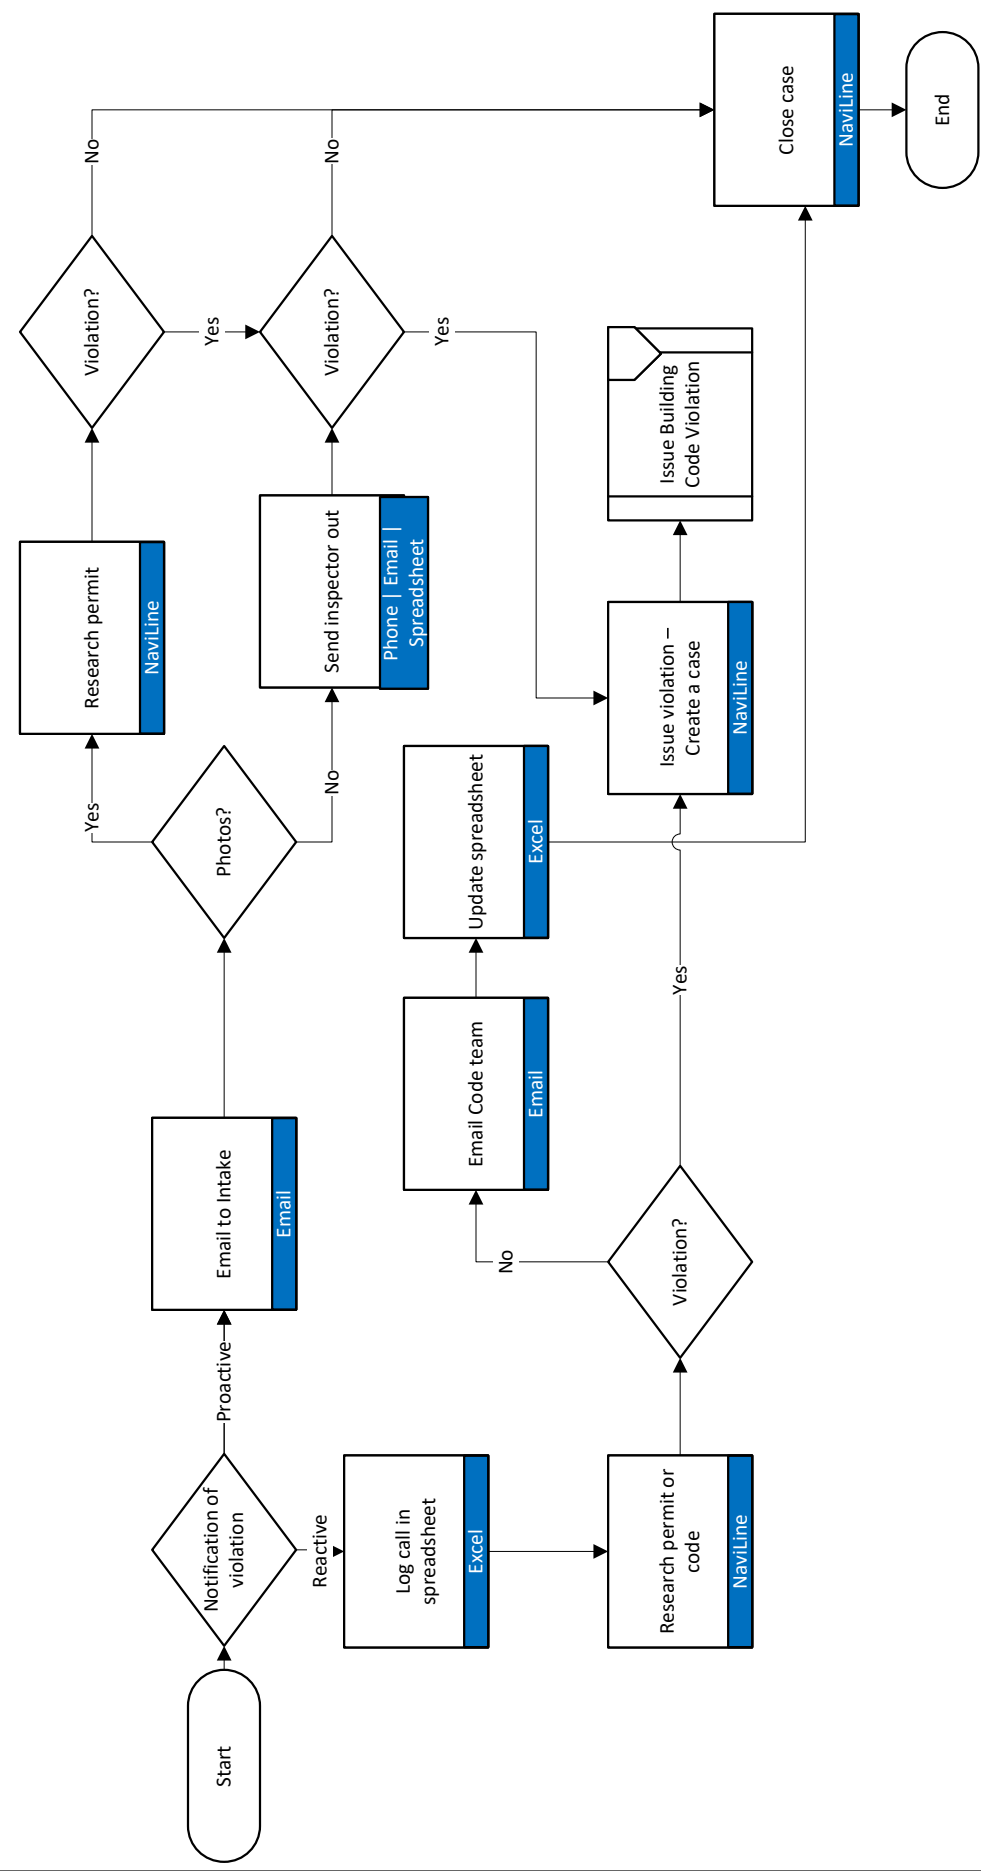 Start
Notification of
violation
Proactive
Email to Intake
Email
Photos?
Yes
Research permit
NaviLine
Violation?
No
Yes
No
Send inspector out
Phone | Email |
Spreadsheet
Violation?
No
Yes
Reactive
Log call in
spreadsheet
Excel
Research permit or
code
NaviLine
Violation?
No
Email Code team
Email
Update spreadsheet
Excel
Yes
Issue violation –
Create a case
NaviLine
Issue Building
Code Violation
Close case
NaviLine
End